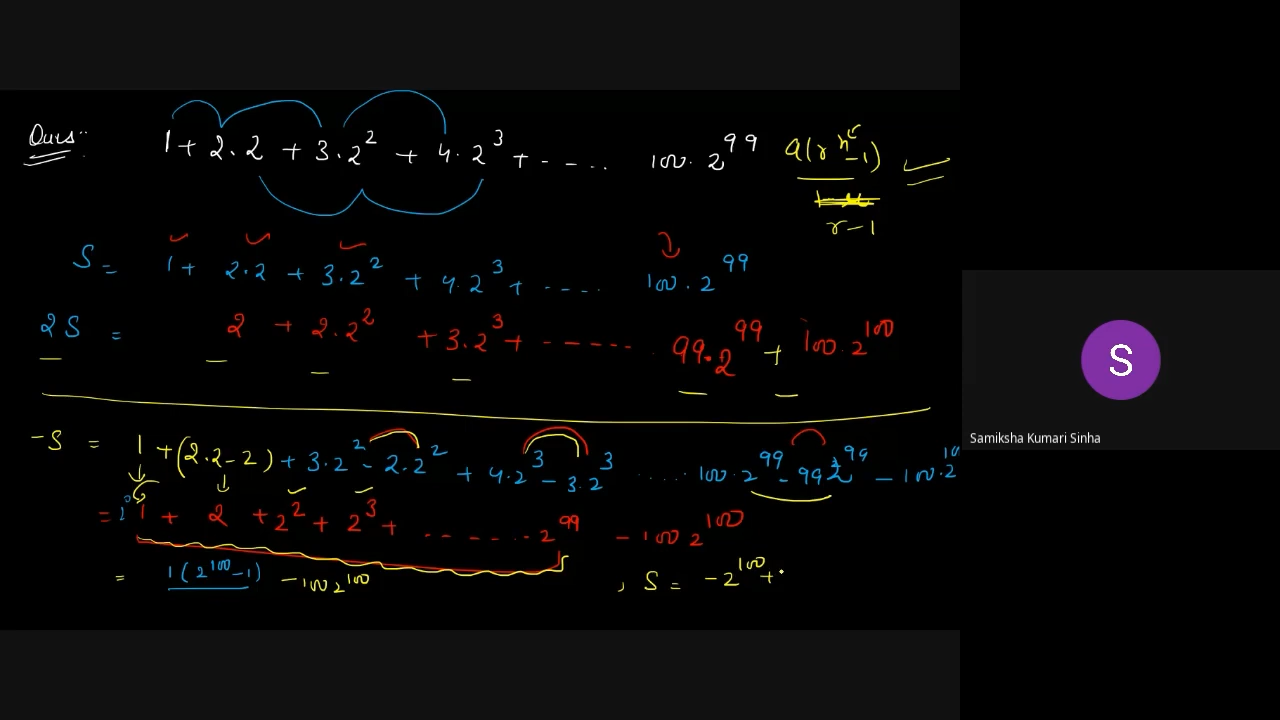 Ques:- 1 + 2.2 + 3.2² + 4.2³ + - - . . . 100.2⁹⁹ a(rⁿ-1)
r-1
S = 1 + 2.2 + 3.2² + 4.2³ + - - . . 100.2⁹⁹
2S = 2 + 2.2² + 3.2³ + - - - - - . . 99.2⁹⁹ + 100.2¹⁰⁰
-S = 1 + (2.2-2) + 3.2² - 2.2² + 4.2³ - 3.2³ . . . . . 100.2⁹⁹ - 99 2⁹⁹ - 100.2¹⁰
= 2⁰ 1 + 2 + 2² + 2³ + . . . . . . . 2⁹⁹ - 100 2¹⁰⁰
= 1(2¹⁰⁰-1) - 100 2¹⁰⁰ , S = -2¹⁰⁰ +
S
Samiksha Kumari Sinha